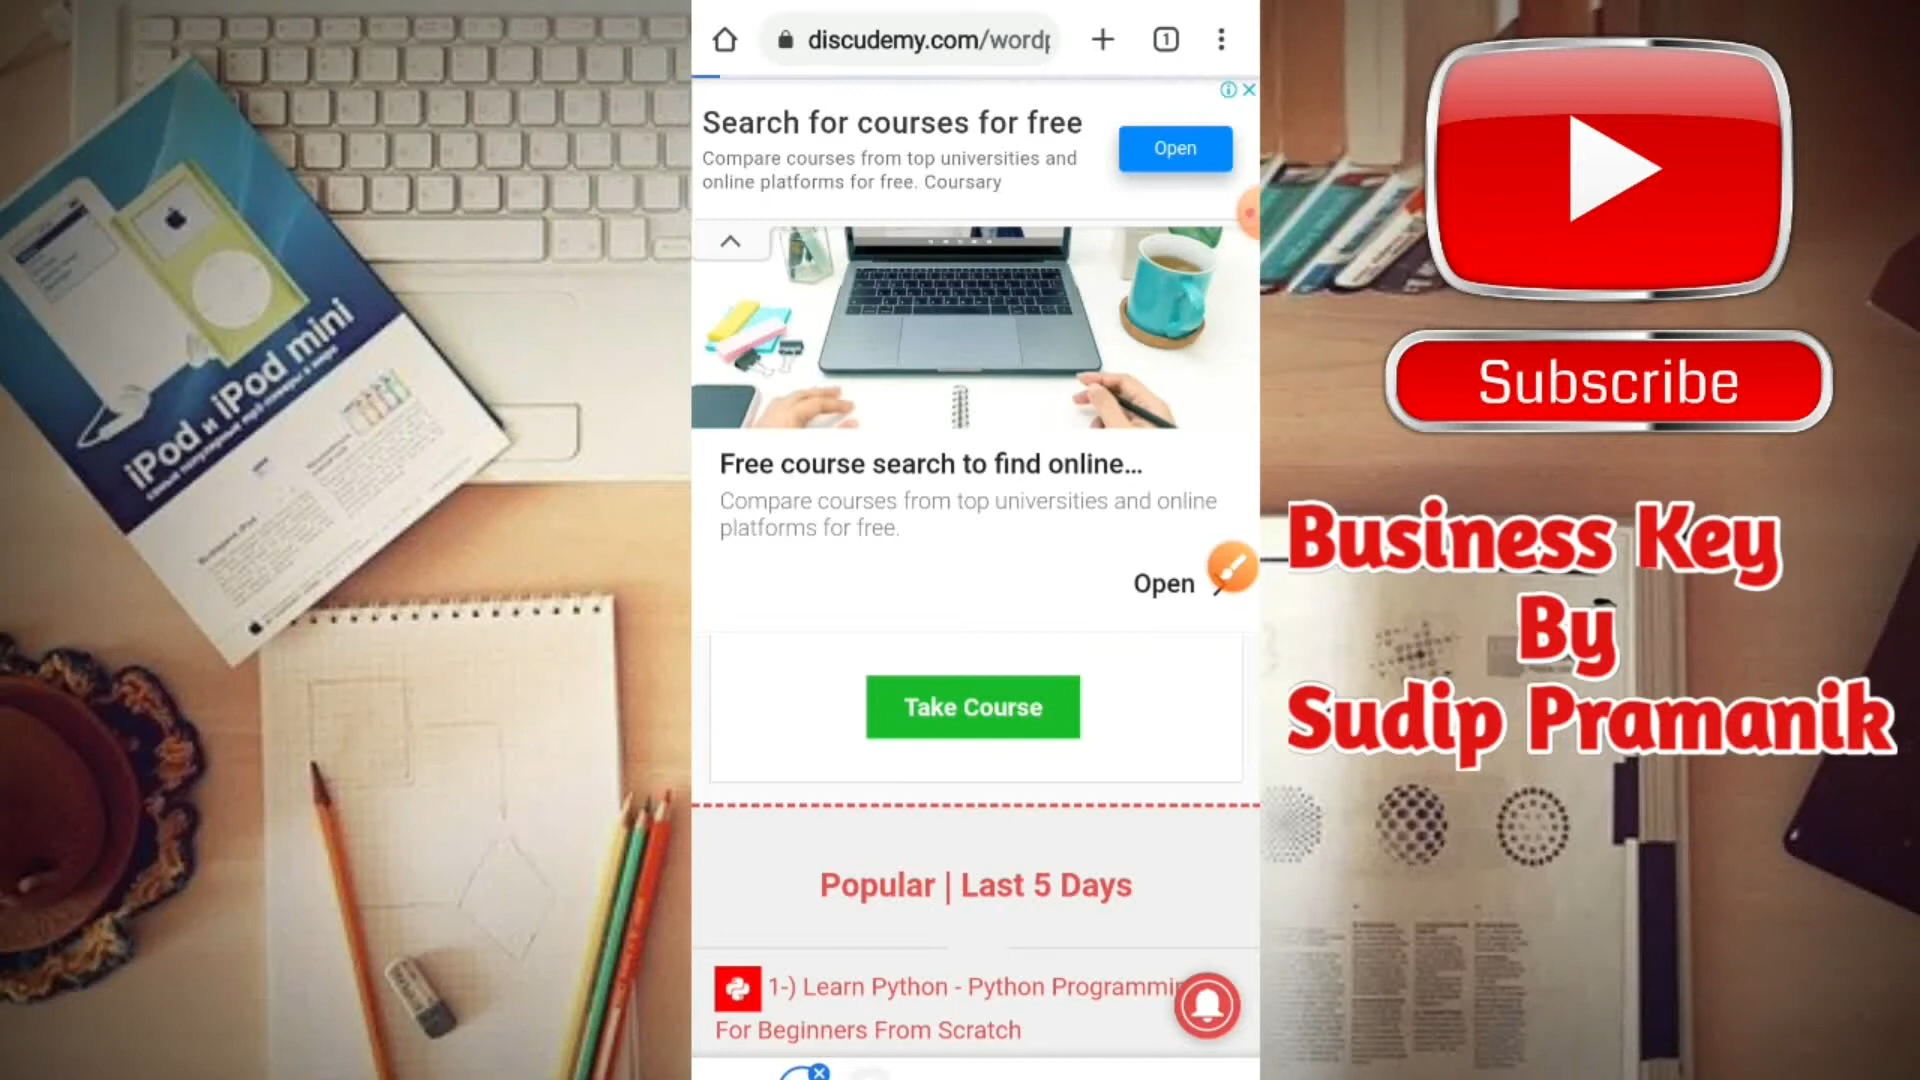 discudemy.com/wordp
1
Search for courses for free
Compare courses from top universities and
online platforms for free. Coursary
Open
Free course search to find online...
Compare courses from top universities and online
platforms for free.
Open
Take Course
Popular | Last 5 Days
1-) Learn Python - Python Programmin
For Beginners From Scratch
Subscribe
Business Key
By
Sudip Pramanik
iPod и iPod mini